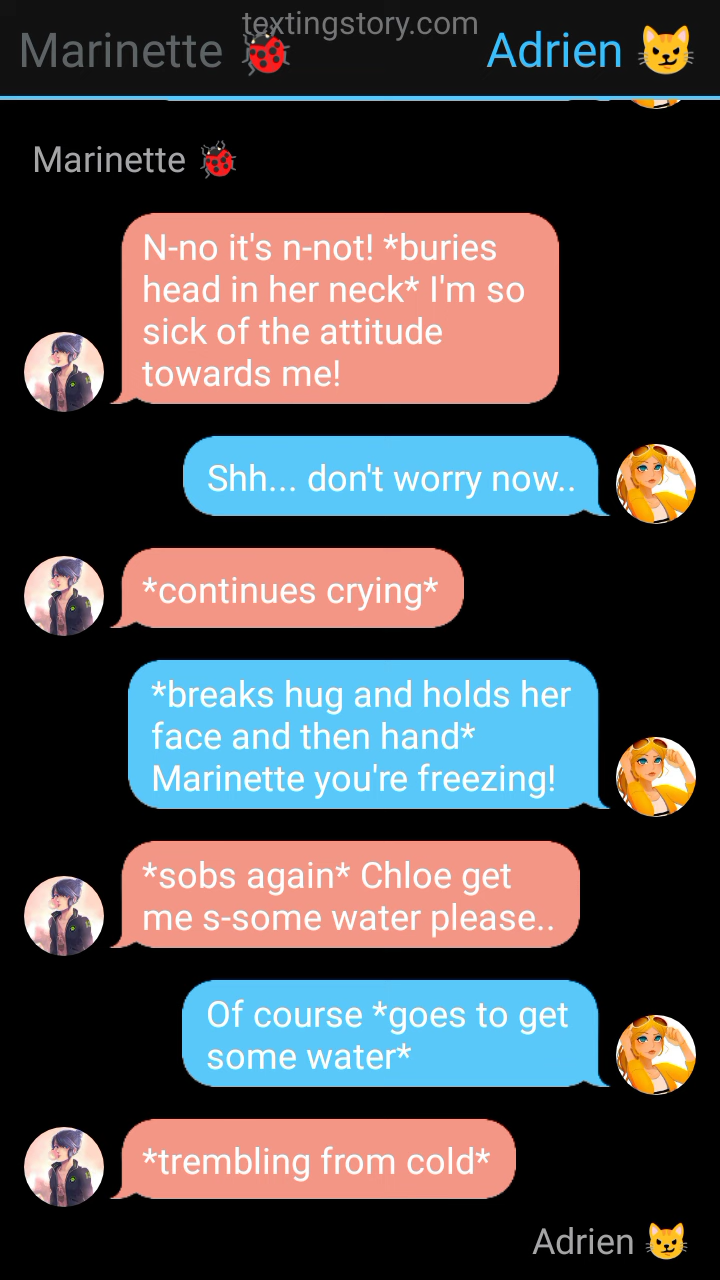 textingstory.com
Marinette 🐞 Adrien 😼
Marinette 🐞
N-no it's n-not! *buries
head in her neck* I'm so
sick of the attitude
towards me!
Shh... don't worry now..
*continues crying*
*breaks hug and holds her
face and then hand*
Marinette you're freezing!
*sobs again* Chloe get
me s-some water please..
Of course *goes to get
some water*
*trembling from cold*
Adrien 😼